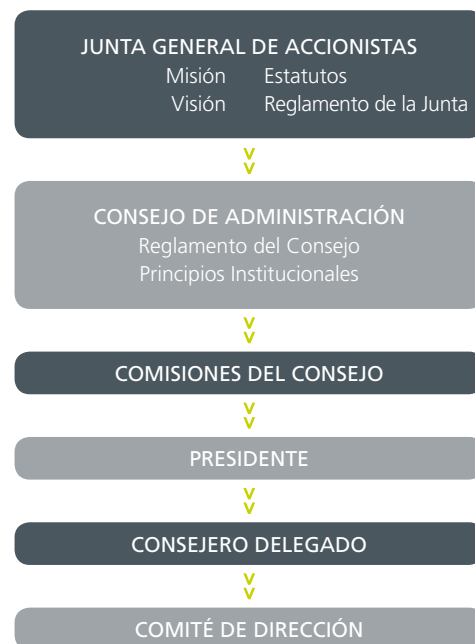 JUNTA GENERAL DE ACCIONISTAS
Misión Estatutos
Visión Reglamento de la Junta
CONSEJO DE ADMINISTRACIÓN
Reglamento del Consejo
Principios Institucionales
COMISIONES DEL CONSEJO
PRESIDENTE
CONSEJERO DELEGADO
COMITÉ DE DIRECCIÓN